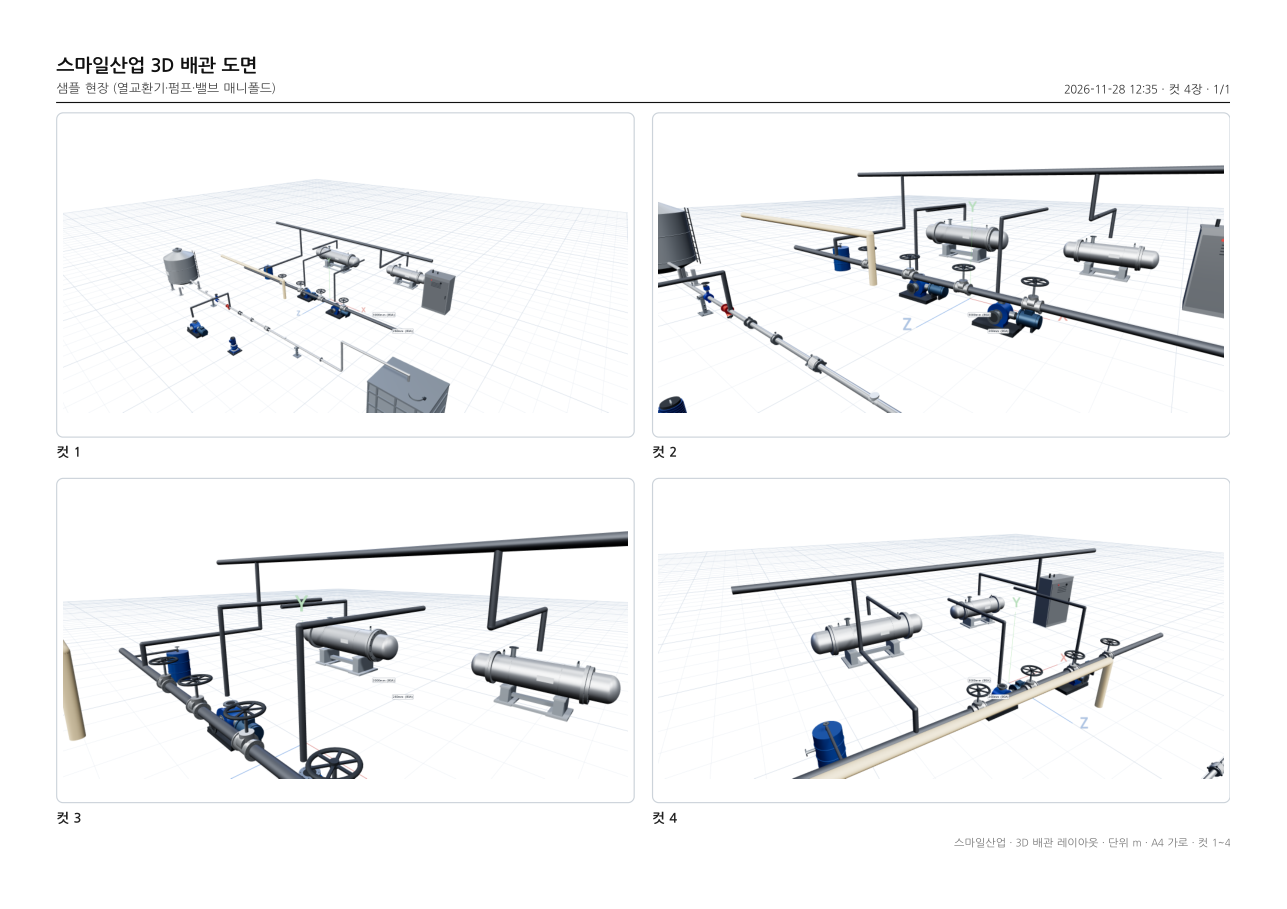 스마일산업 3D 배관 도면
샘플 현장 (열교환기·펌프·밸브 매니폴드)
2026-11-28 12:35 · 컷 4장 · 1/1
Z
X
컷 1
Y
Z
X
컷 2
Y
컷 3
Y
X
Z
컷 4
스마일산업 · 3D 배관 레이아웃 · 단위 m · A4 가로 · 컷 1~4